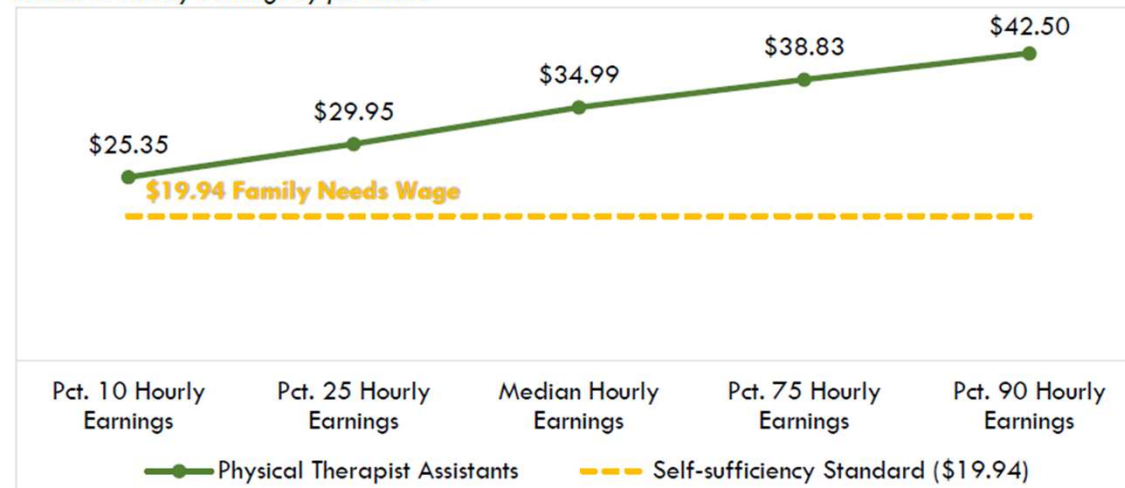 $42.50
$38.83
$34.99
$29.95
$25.35
$19.94 Family Needs Wage
Pct. 10 Hourly Earnings
Pct. 25 Hourly Earnings
Median Hourly Earnings
Pct. 75 Hourly Earnings
Pct. 90 Hourly Earnings
Physical Therapist Assistants
Self-sufficiency Standard ($19.94)